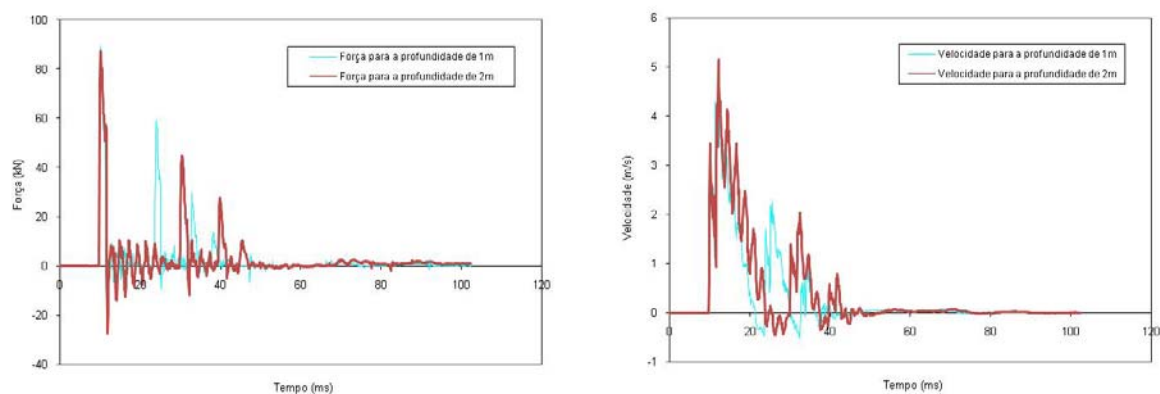 100
80
60
40
20
0
-20
-40
0 20 40 60 80 100 120
Força (kN)
Tempo (ms)
Força para a profundidade de 1m
Força para a profundidade de 2m
6
5
4
3
2
1
0
-1
0 20 40 60 80 100 120
Velocidade (m/s)
Tempo (ms)
Velocidade para a profundidade de 1m
Velocidade para a profundidade de 2m